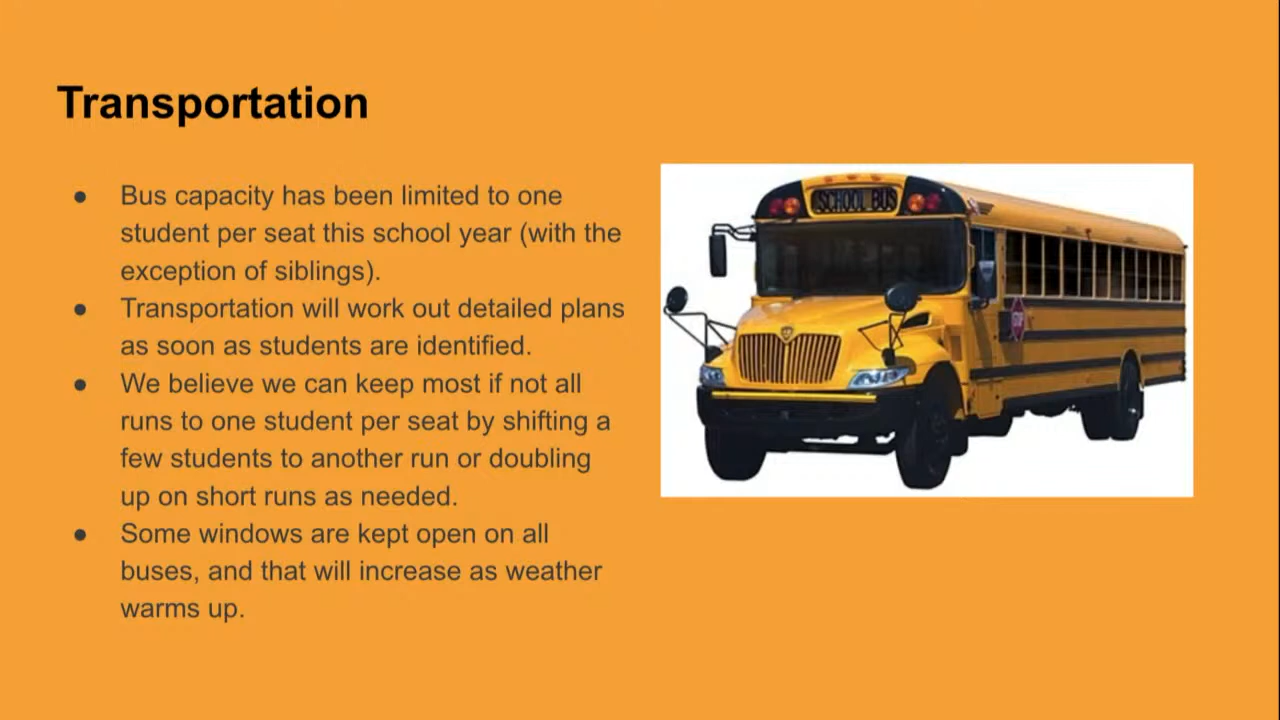 Transportation
● Bus capacity has been limited to one
student per seat this school year (with the
exception of siblings).
● Transportation will work out detailed plans
as soon as students are identified.
● We believe we can keep most if not all
runs to one student per seat by shifting a
few students to another run or doubling
up on short runs as needed.
● Some windows are kept open on all
buses, and that will increase as weather
warms up.
SCHOOL BUS
STOP